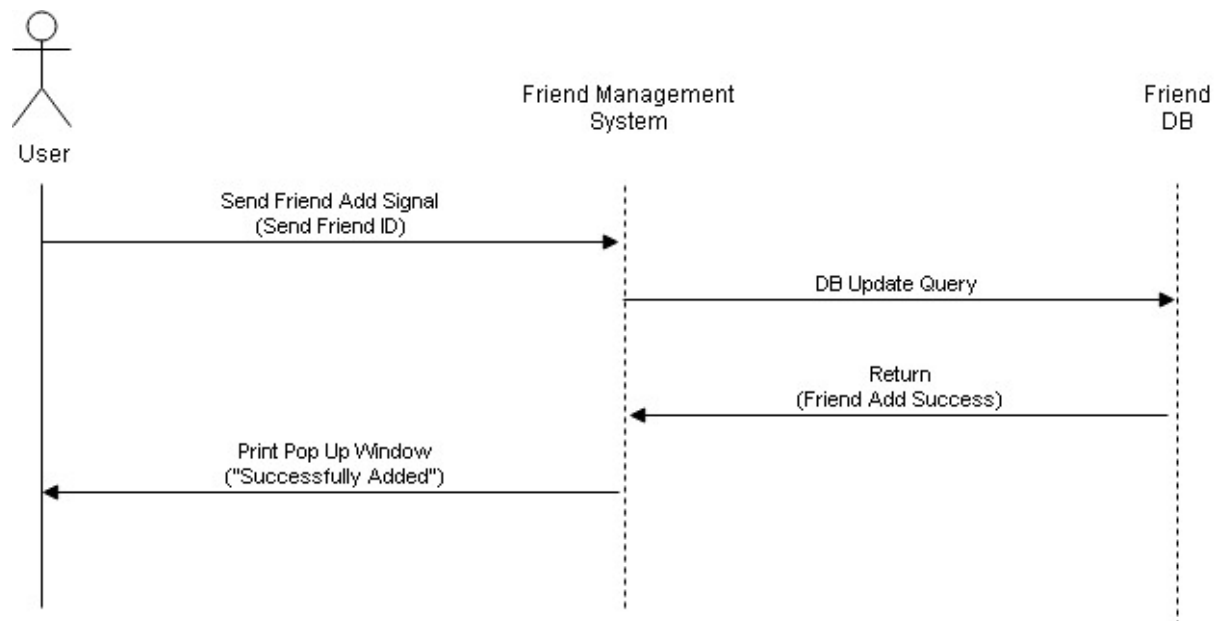 User
Friend Management
System
Friend
DB
Send Friend Add Signal
(Send Friend ID)
DB Update Query
Return
(Friend Add Success)
Print Pop Up Window
("Successfully Added")